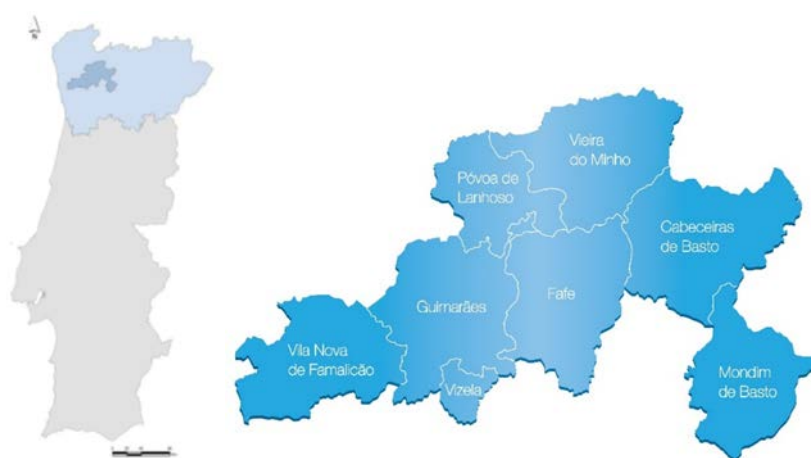 Vieira
do Minho
Póvoa de
Lanhoso
Cabeceiras
de Basto
Guimarães
Fafe
Vila Nova
de Famalicão
Vizela
Mondim
de Basto